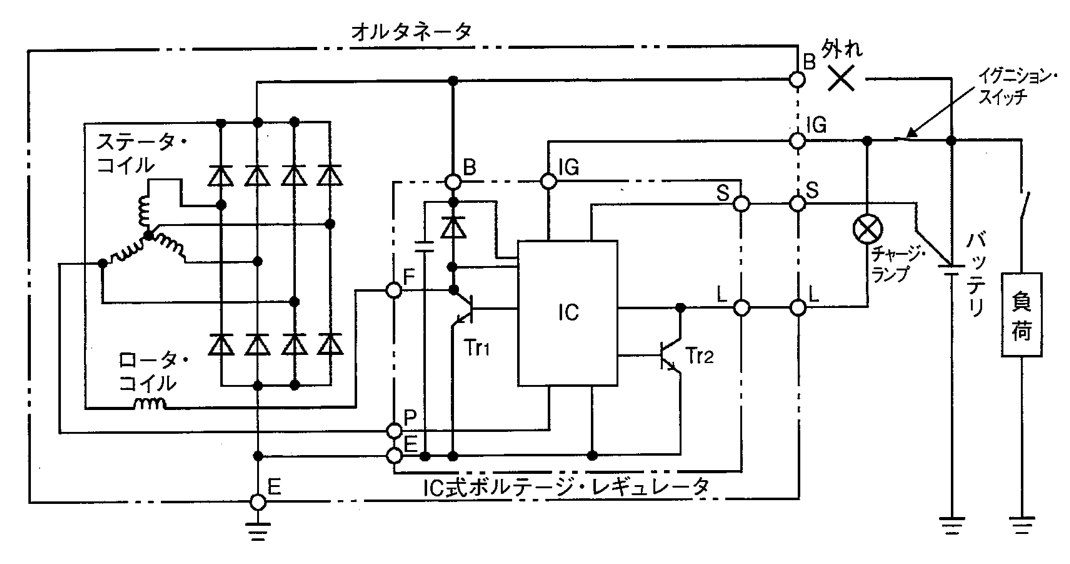 オルタネータ
B
外れ
イグニション・
スイッチ
IG
ステータ・
コイル
B
IG
S
S
チャージ・
ランプ
バッテリ
F
IC
L
L
負荷
Tr1
Tr2
ロータ・
コイル
P
E
E
IC式ボルテージ・レギュレータ